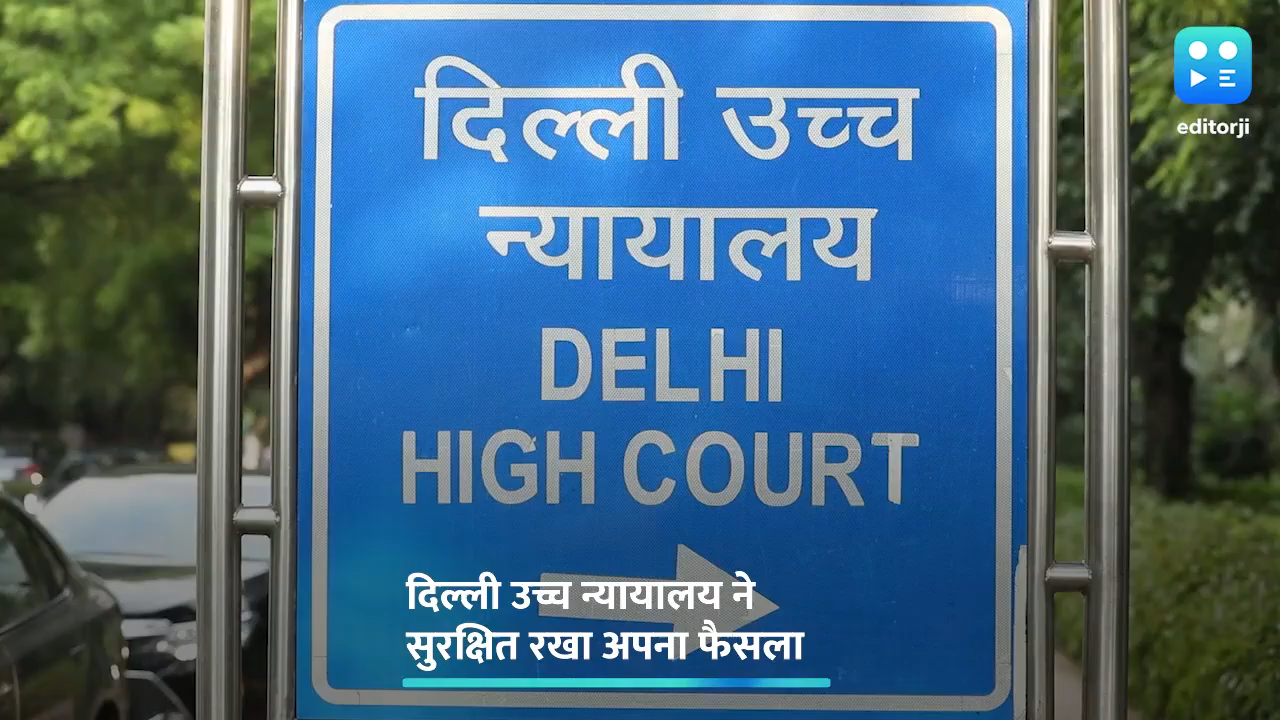 दिल्ली उच्च
न्यायालय
DELHI
HIGH COURT
editorji
दिल्ली उच्च न्यायालय ने
सुरक्षित रखा अपना फैसला